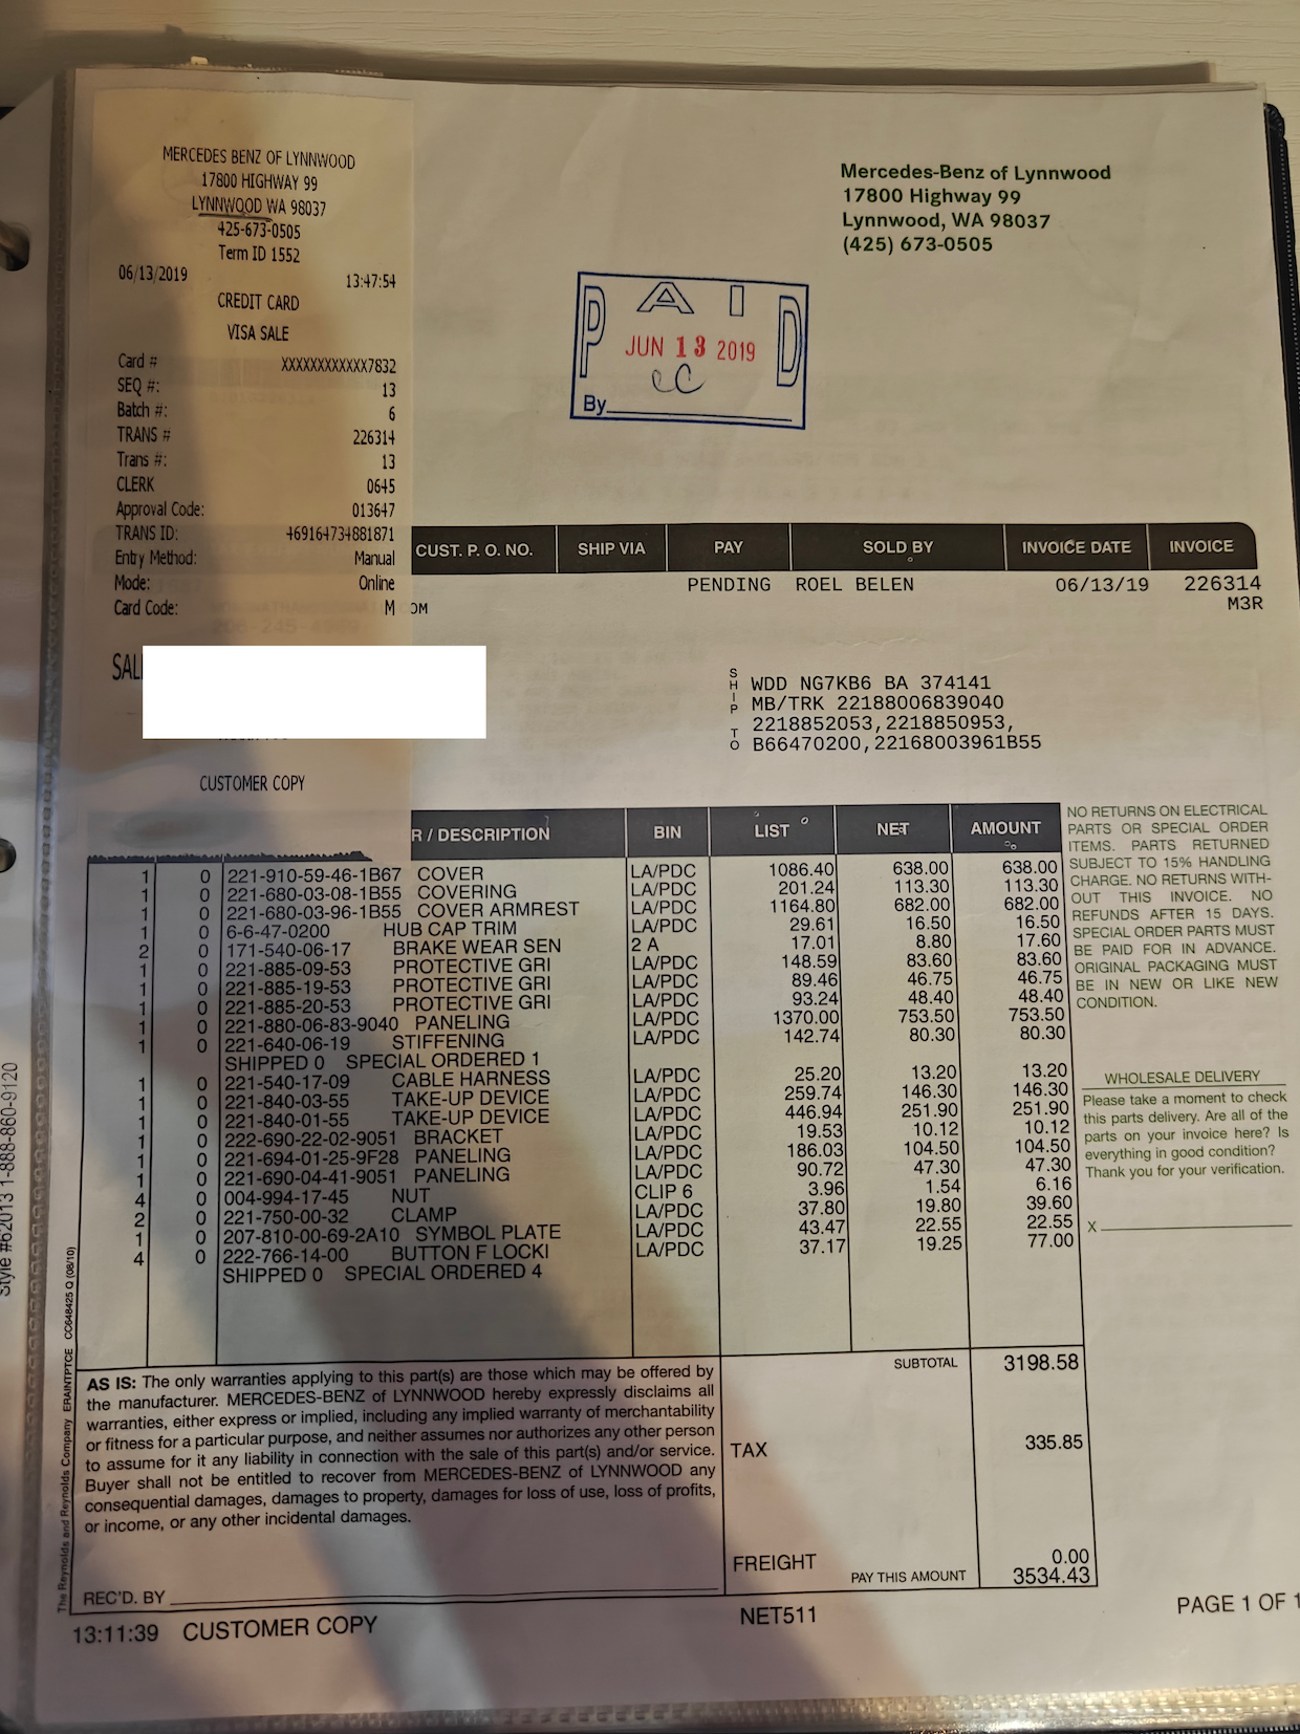 MERCEDES BENZ OF LYNNWOOD
17800 HIGHWAY 99
LYNNWOOD WA 98037
425-673-0505
Term ID 1552
06/13/2019 13:47:54
CREDIT CARD
VISA SALE
Card # XXXXXXXXXXXX7832
SEQ #: 13
Batch #: 6
TRANS # 226314
Trans #: 13
CLERK 0645
Approval Code: 013647
TRANS ID: 469164734881871
Entry Method: Manual
Mode: Online
Card Code: M
CUSTOMER COPY
Mercedes-Benz of Lynnwood
17800 Highway 99
Lynnwood, WA 98037
(425) 673-0505
PAID
JUN 13 2019
CC
By
CUST. P. O. NO. SHIP VIA PAY SOLD BY INVOICE DATE INVOICE
PENDING ROEL BELEN 06/13/19 226314
M3R
OM
SHIP TO
WDD NG7KB6 BA 374141
MB/TRK 22188006839040
2218852053,2218850953,
B66470200,22168003961B55
R / DESCRIPTION BIN LIST NET AMOUNT
1 0 221-910-59-46-1B67 COVER LA/PDC 1086.40 638.00 638.00
1 0 221-680-03-08-1B55 COVERING LA/PDC 201.24 113.30 113.30
1 0 221-680-03-96-1B55 COVER ARMREST LA/PDC 1164.80 682.00 682.00
1 0 6-6-47-0200 HUB CAP TRIM LA/PDC 29.61 16.50 16.50
2 0 171-540-06-17 BRAKE WEAR SEN 2 A 17.01 8.80 17.60
1 0 221-885-09-53 PROTECTIVE GRI LA/PDC 148.59 83.60 83.60
1 0 221-885-19-53 PROTECTIVE GRI LA/PDC 89.46 46.75 46.75
1 0 221-885-20-53 PROTECTIVE GRI LA/PDC 93.24 48.40 48.40
1 0 221-880-06-83-9040 PANELING LA/PDC 1370.00 753.50 753.50
1 0 221-640-06-19 STIFFENING LA/PDC 142.74 80.30 80.30
SHIPPED 0 SPECIAL ORDERED 1
1 0 221-540-17-09 CABLE HARNESS LA/PDC 25.20 13.20 13.20
1 0 221-840-03-55 TAKE-UP DEVICE LA/PDC 259.74 146.30 146.30
1 0 221-840-01-55 TAKE-UP DEVICE LA/PDC 446.94 251.90 251.90
1 0 222-690-22-02-9051 BRACKET LA/PDC 19.53 10.12 10.12
1 0 221-694-01-25-9F28 PANELING LA/PDC 186.03 104.50 104.50
1 0 221-690-04-41-9051 PANELING LA/PDC 90.72 47.30 47.30
4 0 004-994-17-45 NUT CLIP 6 3.96 1.54 6.16
2 0 221-750-00-32 CLAMP LA/PDC 37.80 19.80 39.60
1 0 207-810-00-69-2A10 SYMBOL PLATE LA/PDC 43.47 22.55 22.55
4 0 222-766-14-00 BUTTON F LOCKI LA/PDC 37.17 19.25 77.00
SHIPPED 0 SPECIAL ORDERED 4
NO RETURNS ON ELECTRICAL
PARTS OR SPECIAL ORDER
ITEMS. PARTS RETURNED
SUBJECT TO 15% HANDLING
CHARGE. NO RETURNS WITH-
OUT THIS INVOICE. NO
REFUNDS AFTER 15 DAYS.
SPECIAL ORDER PARTS MUST
BE PAID FOR IN ADVANCE.
ORIGINAL PACKAGING MUST
BE IN NEW OR LIKE NEW
CONDITION.
WHOLESALE DELIVERY
Please take a moment to check
this parts delivery. Are all of the
parts on your invoice here? Is
everything in good condition?
Thank you for your verification.
X
AS IS: The only warranties applying to this part(s) are those which may be offered by
the manufacturer. MERCEDES-BENZ of LYNNWOOD hereby expressly disclaims all
warranties, either express or implied, including any implied warranty of merchantability
or fitness for a particular purpose, and neither assumes nor authorizes any other person
to assume for it any liability in connection with the sale of this part(s) and/or service.
Buyer shall not be entitled to recover from MERCEDES-BENZ of LYNNWOOD any
consequential damages, damages to property, damages for loss of use, loss of profits,
or income, or any other incidental damages.
SUBTOTAL 3198.58
TAX 335.85
FREIGHT 0.00
PAY THIS AMOUNT 3534.43
REC'D. BY
13:11:39 CUSTOMER COPY
NET511
PAGE 1 OF 1
Style #62013 1-888-860-9120
The Reynolds and Reynolds Company ERAINTPTCE CC648425 Q (08/10)